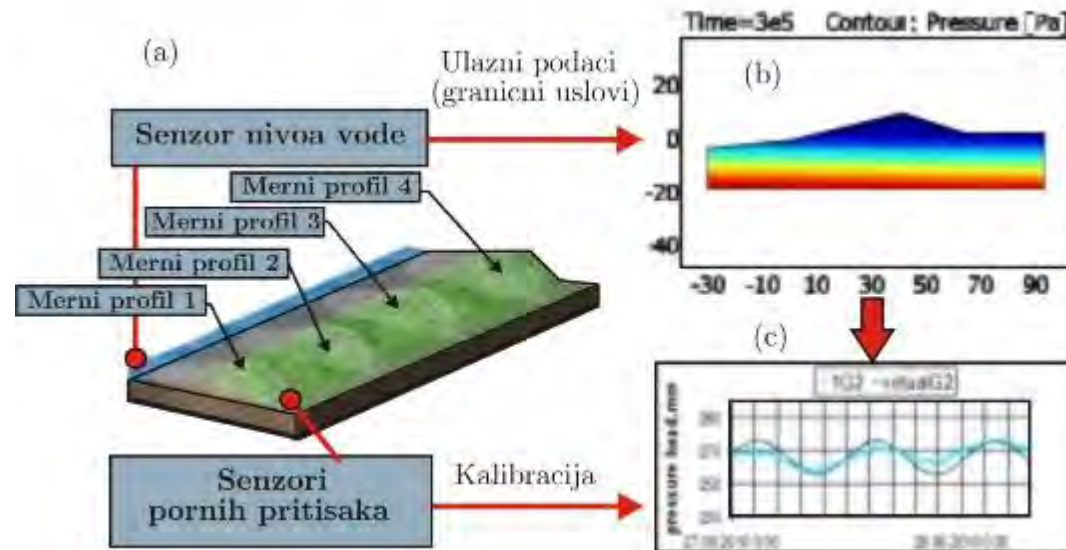 (a)
Ulazni podaci
(granicni uslovi)
Senzor nivoa vode
Merni profil 4
Merni profil 3
Merni profil 2
Merni profil 1
Senzori
pornih pritisaka
Kalibracija
Time=3e5 Contour: Pressure [Pa]
(b)
20
0
-20
-40
-30 -10 10 30 50 70 90
(c)
pressure head,mm